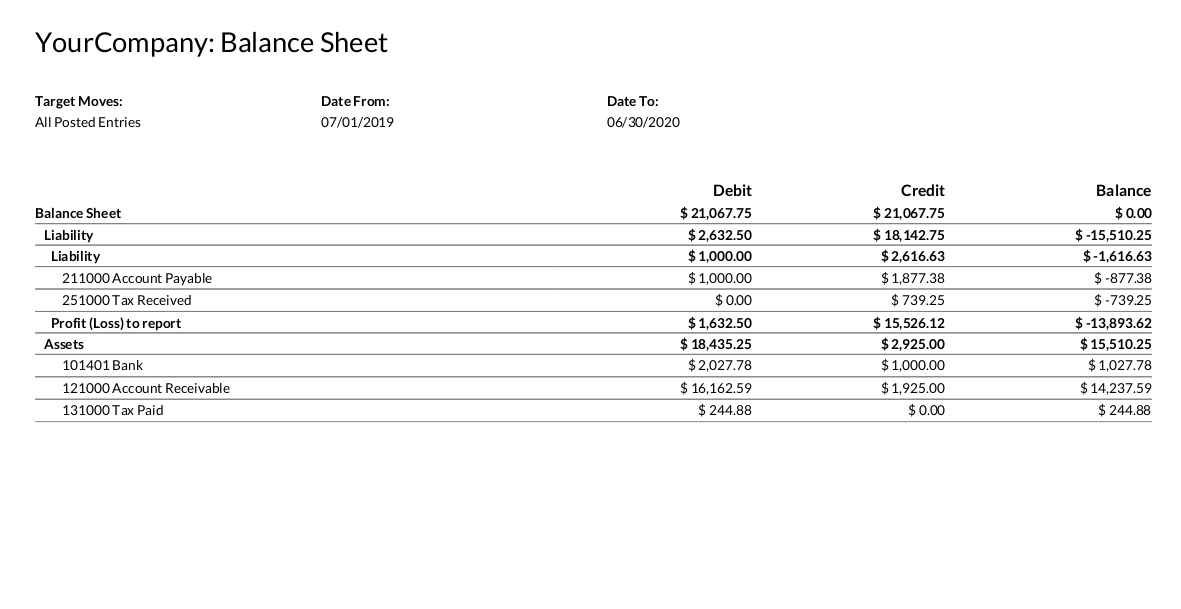 YourCompany: Balance Sheet
Target Moves: Date From: Date To:
All Posted Entries 07/01/2019 06/30/2020
Debit Credit Balance
Balance Sheet $ 21,067.75 $ 21,067.75 $ 0.00
Liability $ 2,632.50 $ 18,142.75 $ -15,510.25
Liability $ 1,000.00 $ 2,616.63 $ -1,616.63
211000 Account Payable $ 1,000.00 $ 1,877.38 $ -877.38
251000 Tax Received $ 0.00 $ 739.25 $ -739.25
Profit (Loss) to report $ 1,632.50 $ 15,526.12 $ -13,893.62
Assets $ 18,435.25 $ 2,925.00 $ 15,510.25
101401 Bank $ 2,027.78 $ 1,000.00 $ 1,027.78
121000 Account Receivable $ 16,162.59 $ 1,925.00 $ 14,237.59
131000 Tax Paid $ 244.88 $ 0.00 $ 244.88